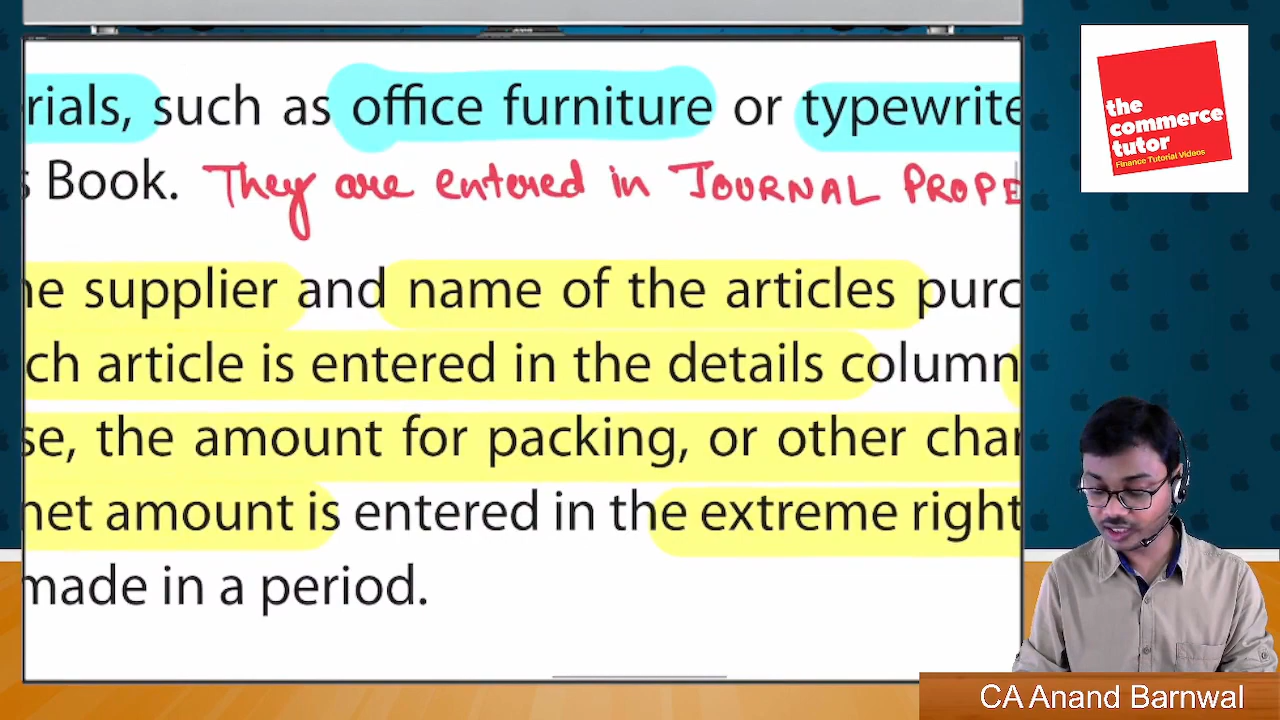 rials, such as office furniture or typewrite
s Book. They are entered in JOURNAL PROPE
he supplier and name of the articles purc
ch article is entered in the details column
se, the amount for packing, or other char
net amount is entered in the extreme right
made in a period.
the
commerce
tutor
Finance Tutorial Videos
CA Anand Barnwal